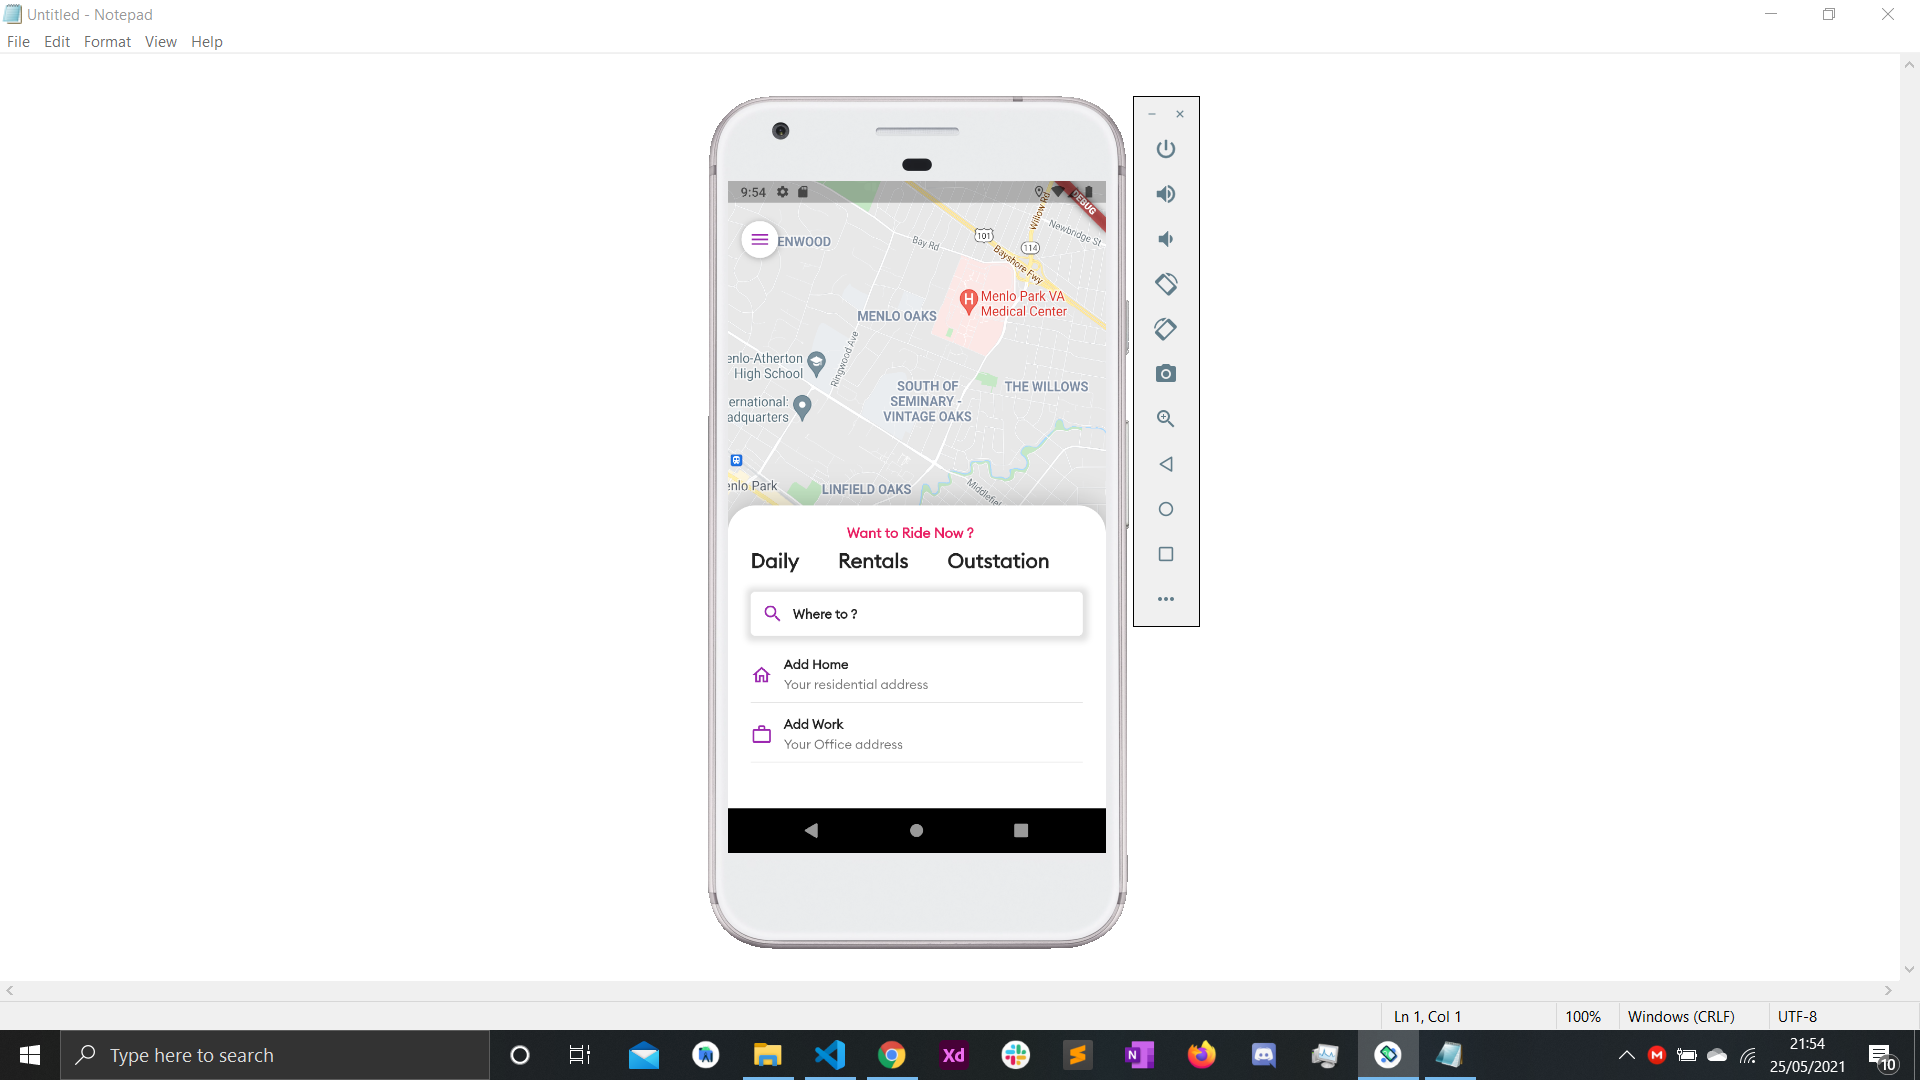 Untitled - Notepad
File Edit Format View Help
9:54
DEBUG
ENWOOD
Bay Rd
101
Willow Rd
114
Newbridge St
Bayshore Fwy
H
Menlo Park VA
Medical Center
MENLO OAKS
Ringwood Ave
enlo-Atherton
High School
SOUTH OF
SEMINARY -
VINTAGE OAKS
THE WILLOWS
ernational:
adquarters
enlo Park
LINFIELD OAKS
Middlefiel
Want to Ride Now ?
Daily Rentals Outstation
Where to ?
Add Home
Your residential address
Add Work
Your Office address
Ln 1, Col 1 100% Windows (CRLF) UTF-8
Type here to search
Xd
N
M
21:54
25/05/2021
10